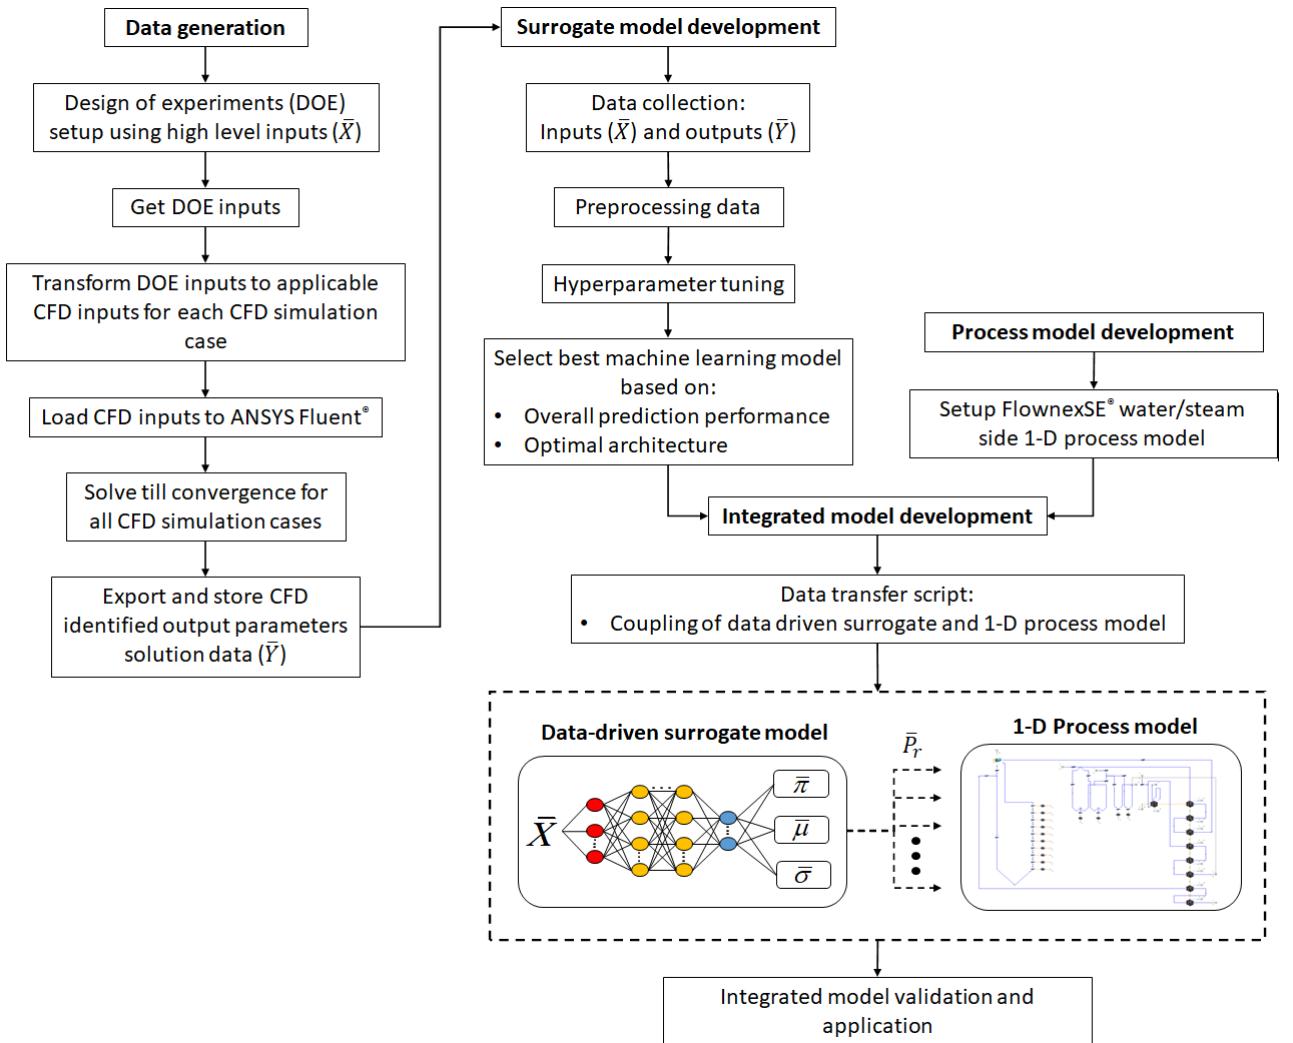 Data generation
Design of experiments (DOE)
setup using high level inputs (X̄)
Get DOE inputs
Transform DOE inputs to applicable
CFD inputs for each CFD simulation
case
Load CFD inputs to ANSYS Fluent®
Solve till convergence for
all CFD simulation cases
Export and store CFD
identified output parameters
solution data (Ȳ)
Surrogate model development
Data collection:
Inputs (X̄) and outputs (Ȳ)
Preprocessing data
Hyperparameter tuning
Select best machine learning model
based on:
• Overall prediction performance
• Optimal architecture
Process model development
Setup FlownexSE® water/steam
side 1-D process model
Integrated model development
Data transfer script:
• Coupling of data driven surrogate and 1-D process model
Data-driven surrogate model
X̄
π̄
μ̄
σ̄
P̄r
1-D Process model
Integrated model validation and
application